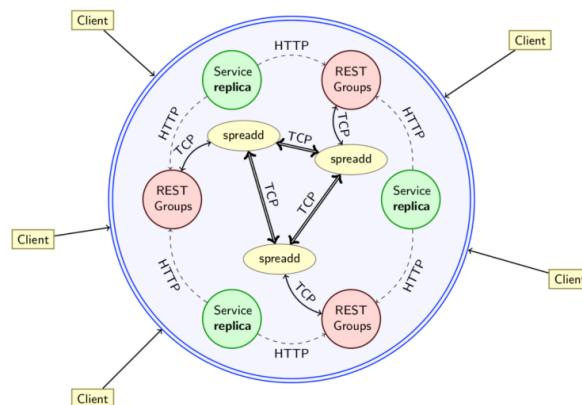 Client
Client
HTTP
Service
replica
REST
Groups
HTTP
HTTP
TCP
TCP
TCP
spreadd
spreadd
REST
Groups
TCP
TCP
Service
replica
Client
spreadd
Client
HTTP
TCP
HTTP
Service
replica
REST
Groups
HTTP
Client